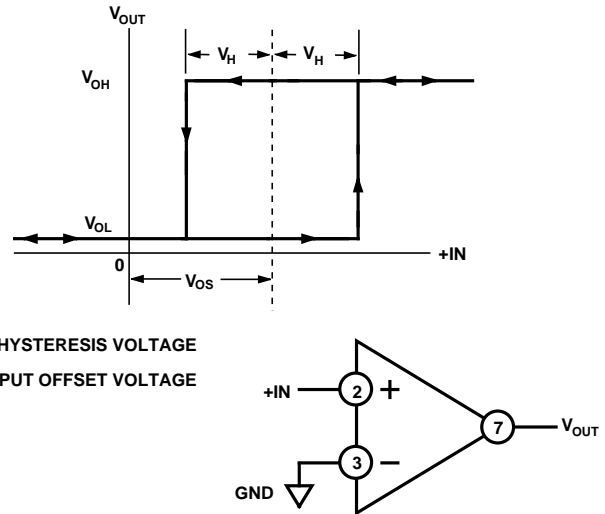 VOUT
VH VH
VOH
VOL
0
+IN
VOS
HYSTERESIS VOLTAGE
PUT OFFSET VOLTAGE
+IN 2 +
7 VOUT
3 −
GND